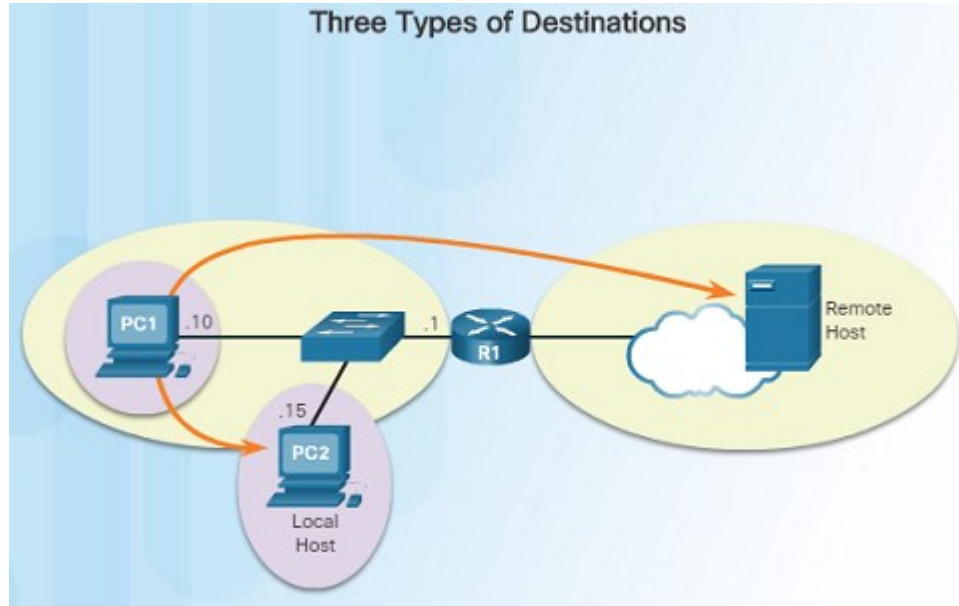 Three Types of Destinations
PC1
.10
.1
R1
Remote
Host
.15
PC2
Local
Host